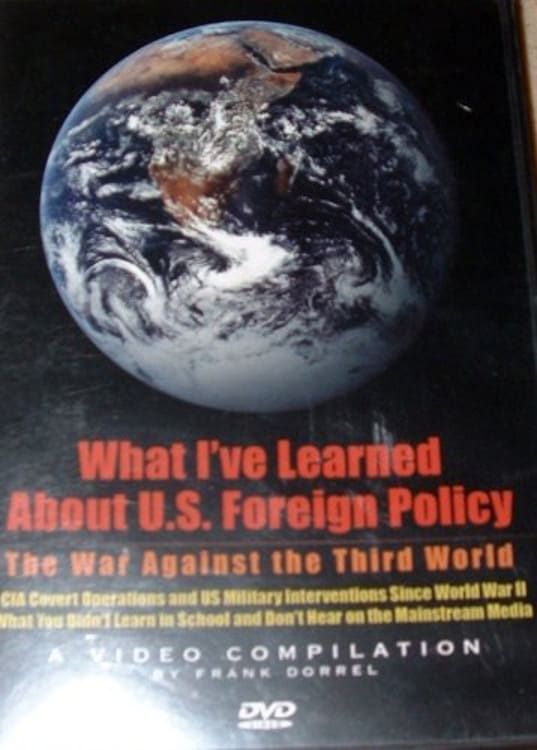 What I've Learned
About U.S. Foreign Policy
The War Against the Third World
CIA Covert Operations and US Military Interventions Since World War II
What You Didn't Learn in School and Don't Hear on the Mainstream Media
A VIDEO COMPILATION
BY FRANK DORREL
DVD
VIDEO